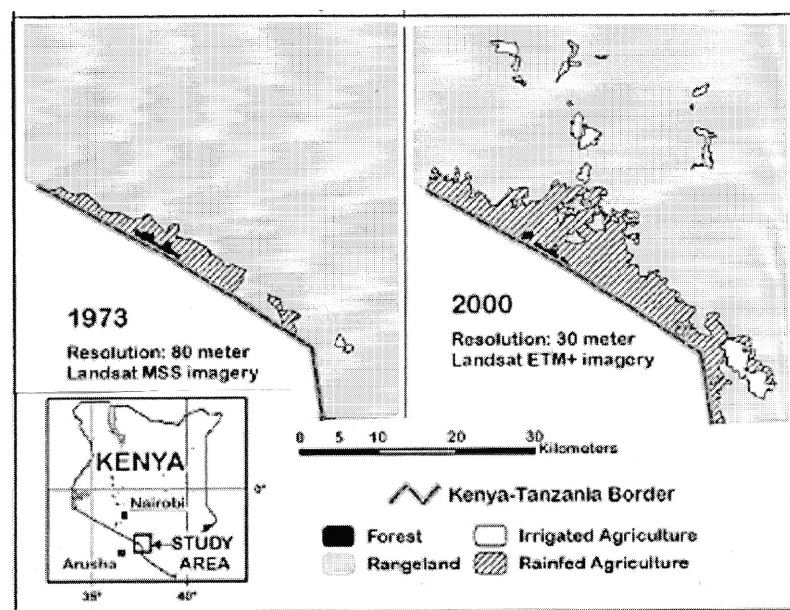 1973
Resolution: 80 meter
Landsat MSS imagery
2000
Resolution: 30 meter
Landsat ETM+ imagery
KENYA
Nairobi
Arusha
STUDY
AREA
0°
35°
40°
0 5 10 20 30
Kilometers
Kenya-Tanzania Border
Forest
Irrigated Agriculture
Rangeland
Rainfed Agriculture